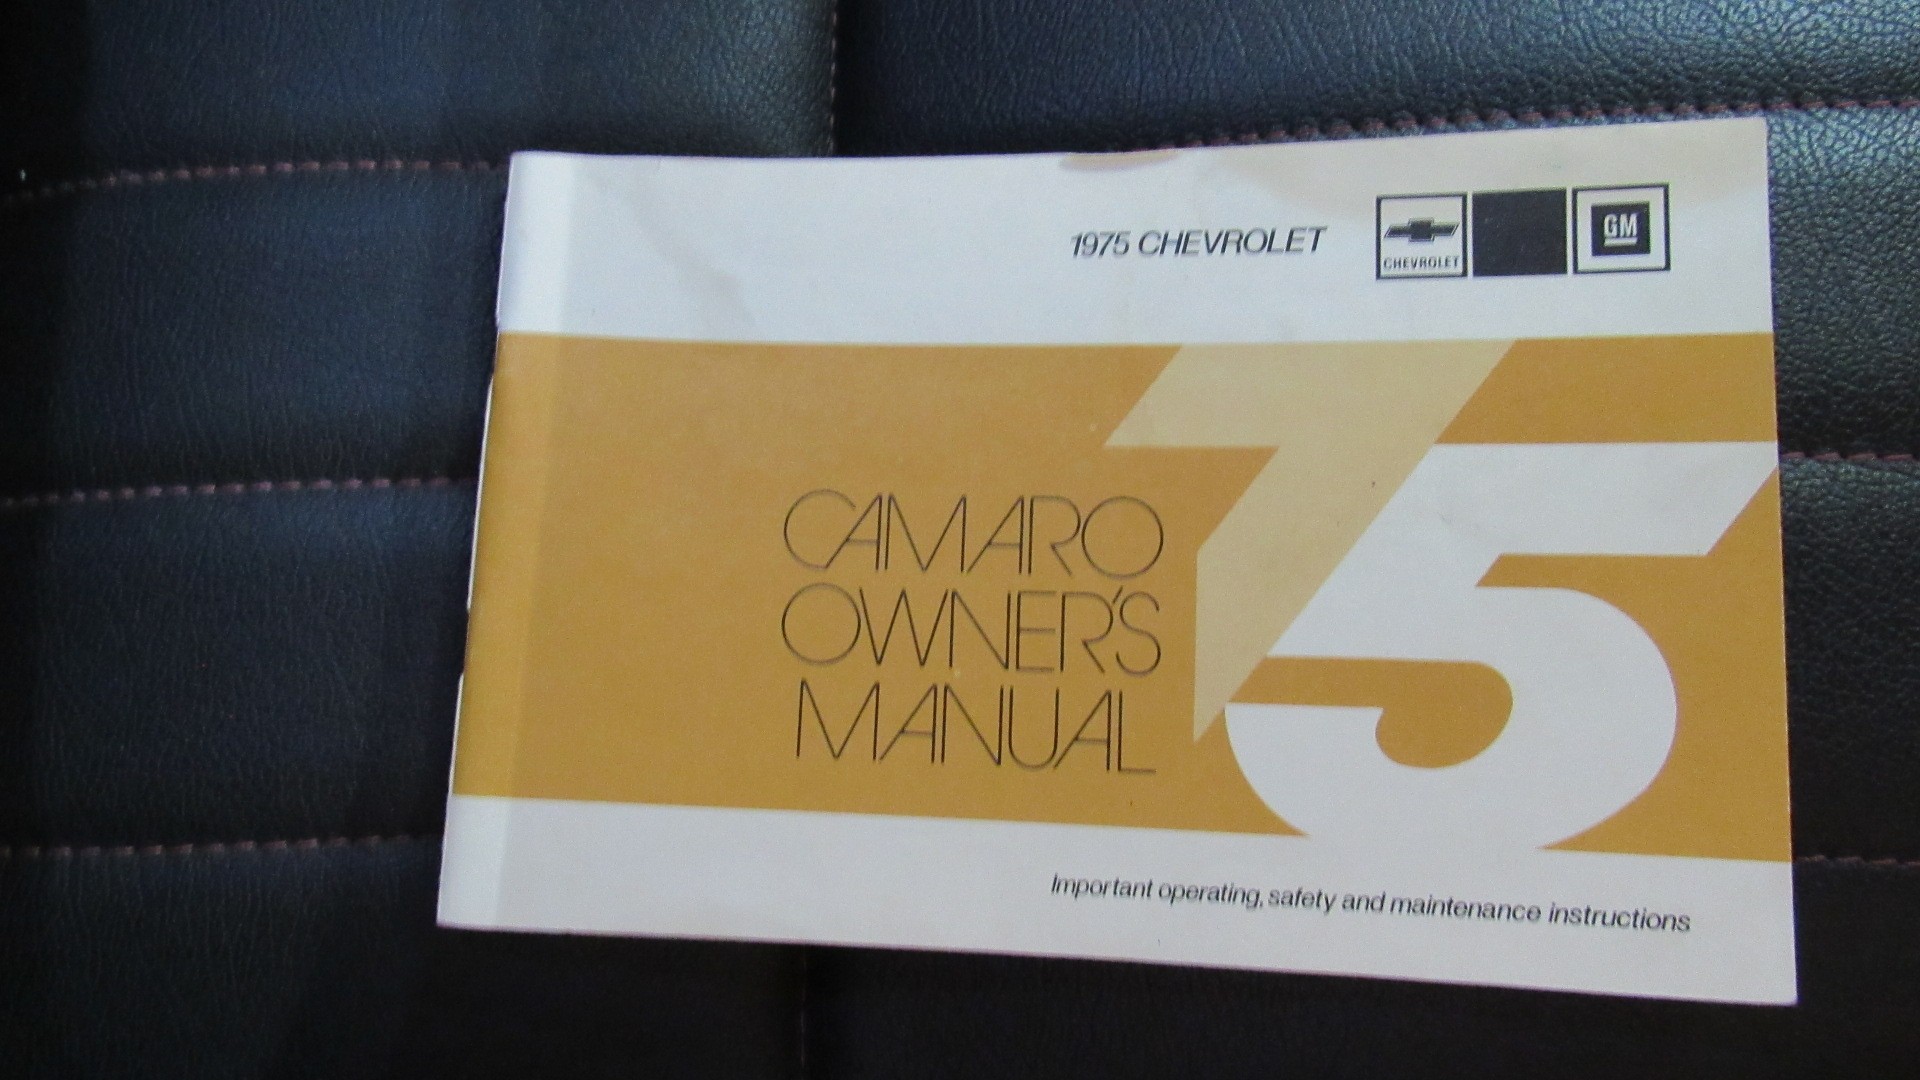 1975 CHEVROLET
CHEVROLET
GM
75
CAMARO
OWNER'S
MANUAL
Important operating, safety and maintenance instructions